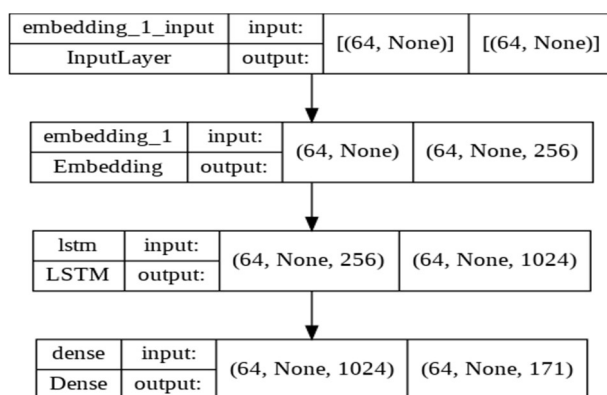 embedding_1_input input: [(64, None)] [(64, None)]
InputLayer output:
embedding_1 input: (64, None) (64, None, 256)
Embedding output:
lstm input: (64, None, 256) (64, None, 1024)
LSTM output:
dense input: (64, None, 1024) (64, None, 171)
Dense output: